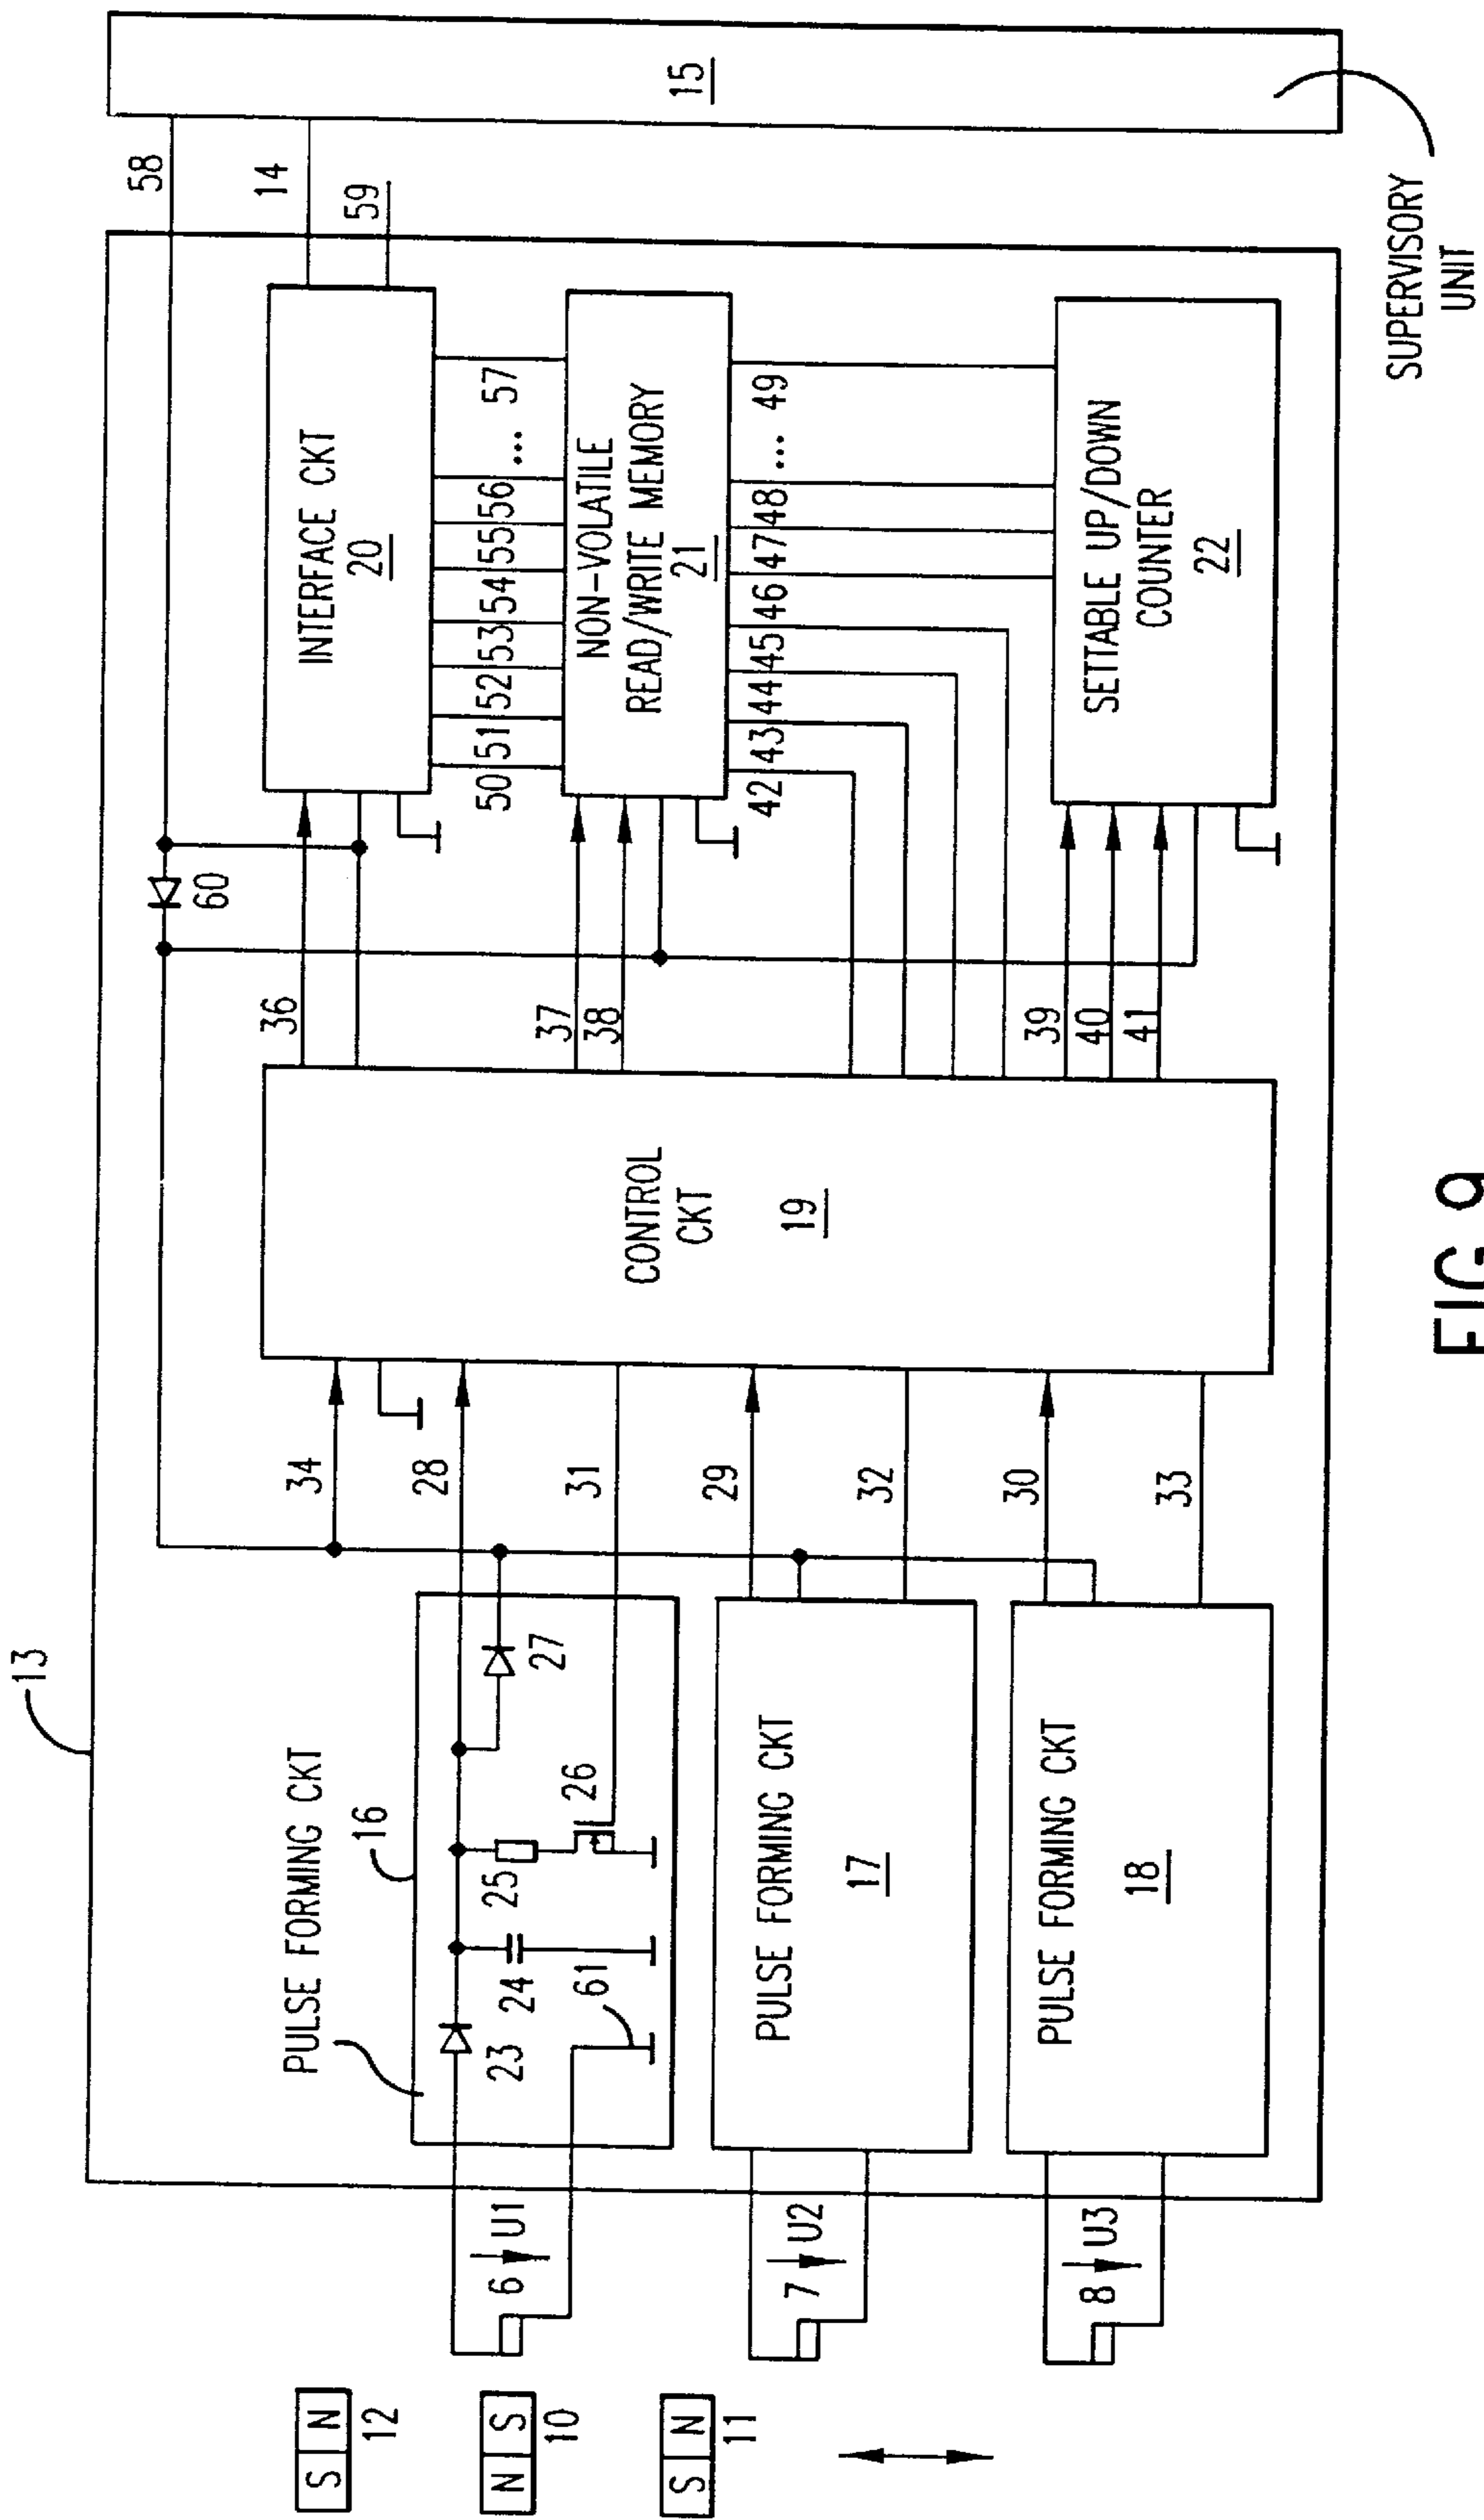 13
PULSE FORMING CKT
16
23
24
25
26
27
61
PULSE FORMING CKT
17
PULSE FORMING CKT
18
S N
12
N S
10
S N
11
6
U1
7
U2
8
U3
34
28
31
29
32
30
33
CONTROL
CKT
19
36
37
38
39
40
41
60
INTERFACE CKT
20
50 51 52 53 54 55 56 ... 57
NON-VOLATILE
READ/WRITE MEMORY
21
42 43 44 45 46 47 48 ... 49
SETTABLE UP/DOWN
COUNTER
22
58
14
59
15
SUPERVISORY
UNIT
FIG. 9